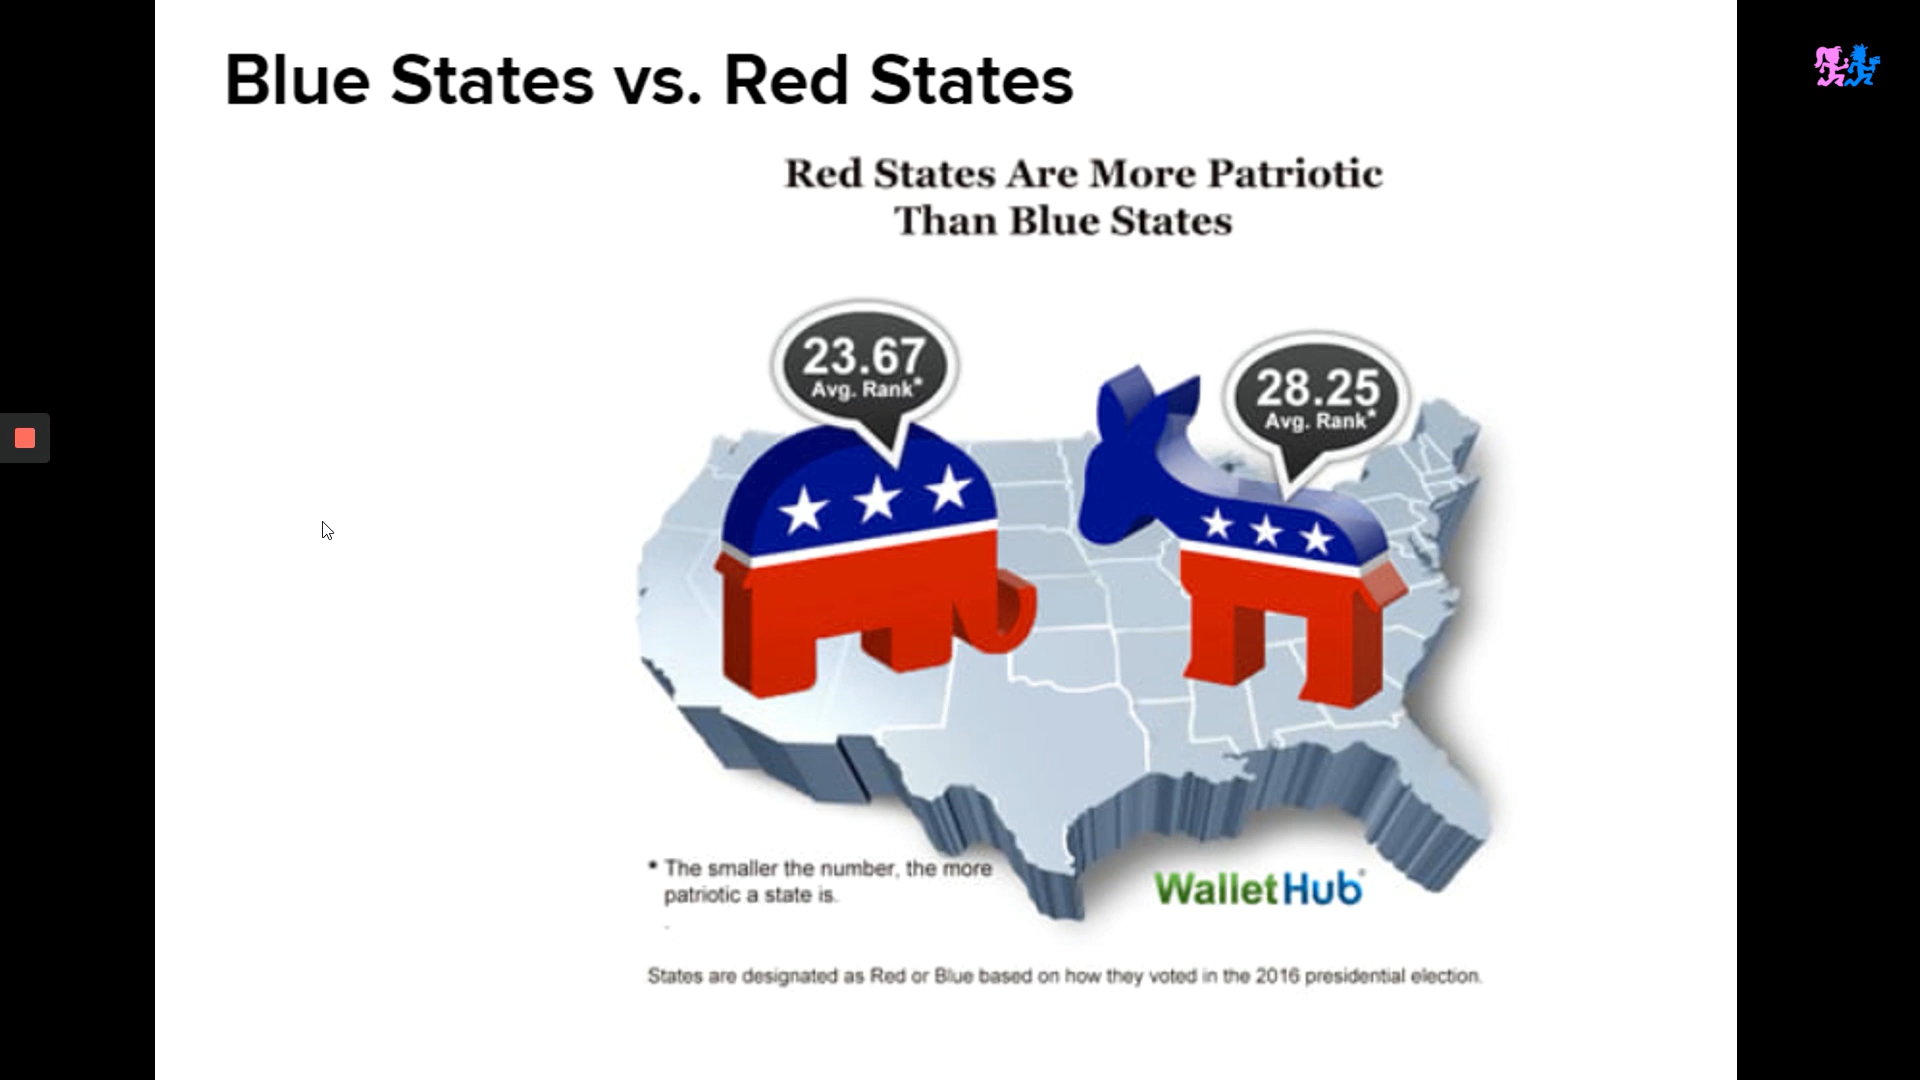 Blue States vs. Red States
Red States Are More Patriotic
Than Blue States
23.67
Avg. Rank*
28.25
Avg. Rank*
* The smaller the number, the more
patriotic a state is.
WalletHub®
States are designated as Red or Blue based on how they voted in the 2016 presidential election.